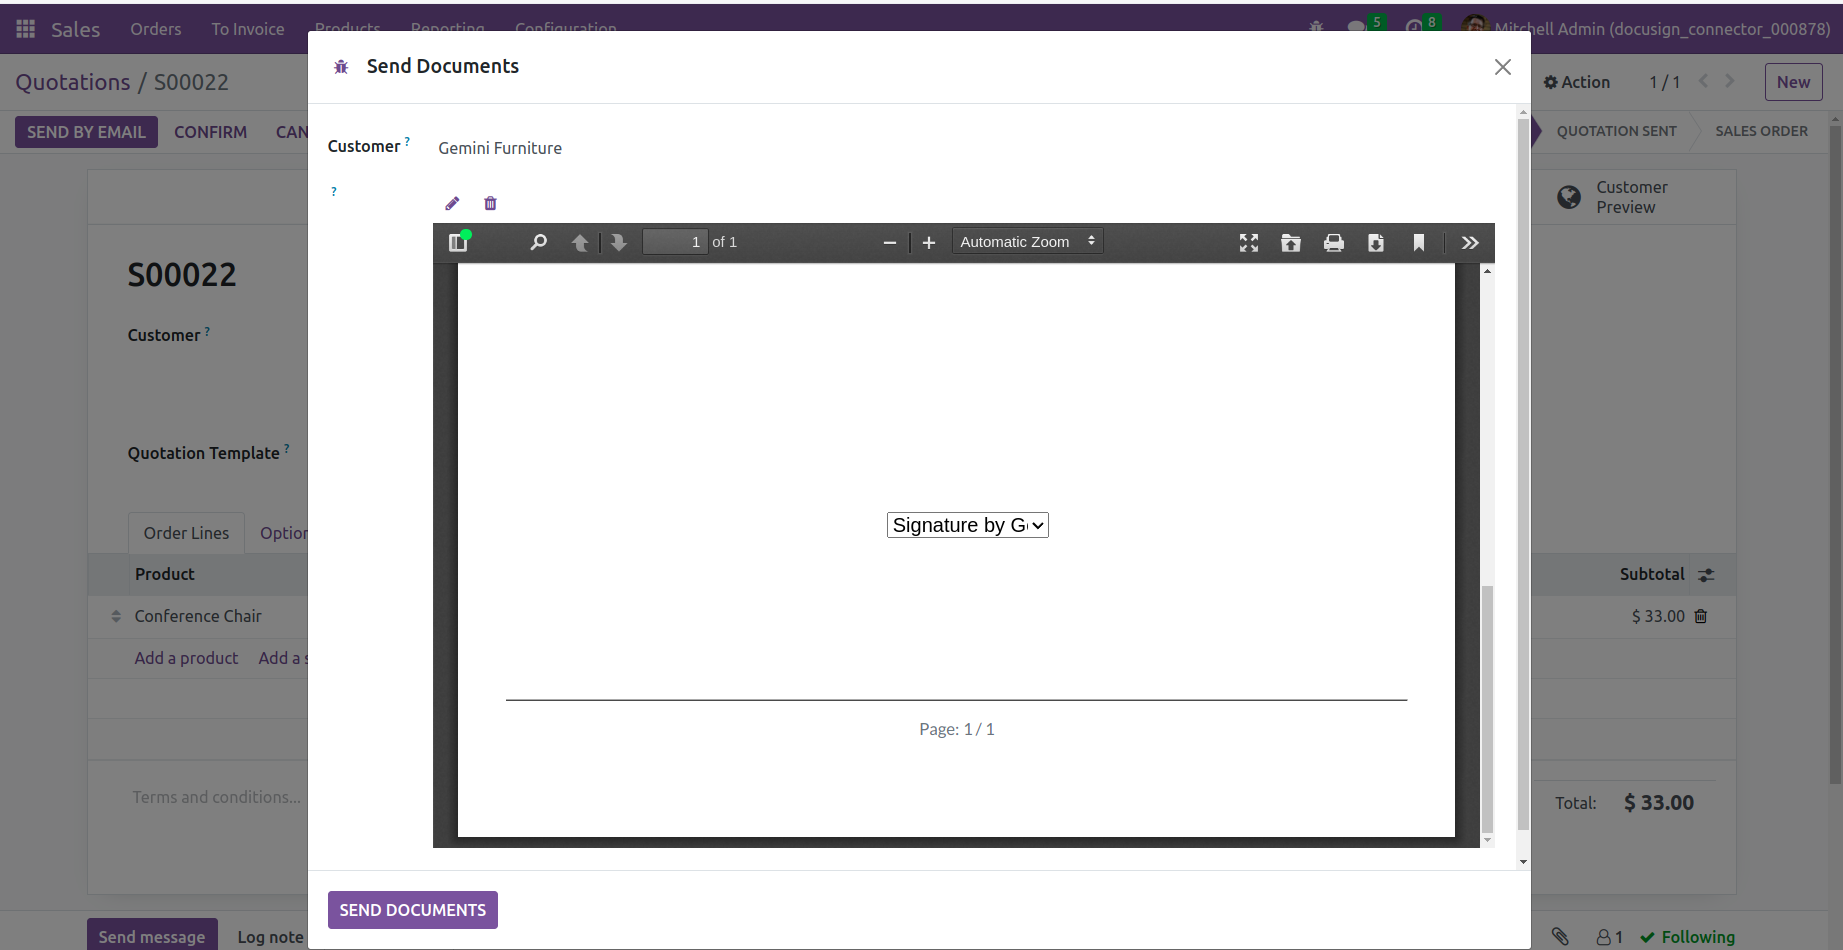 Sales
Orders
To Invoice
Products
Reporting
Configuration
5
8
Mitchell Admin (docusign_connector_000878)
Quotations / S00022
Action
1 / 1
New
SEND BY EMAIL
CONFIRM
CAN
QUOTATION SENT
SALES ORDER
Send Documents
Customer ?
Gemini Furniture
?
1 of 1
Automatic Zoom
Signature by G
Page: 1 / 1
SEND DOCUMENTS
Customer
Preview
S00022
Customer ?
Quotation Template ?
Order Lines
Option
Product
Subtotal
Conference Chair
$ 33.00
Add a product
Add a s
Terms and conditions...
Total:
$ 33.00
Send message
Log note
1
Following